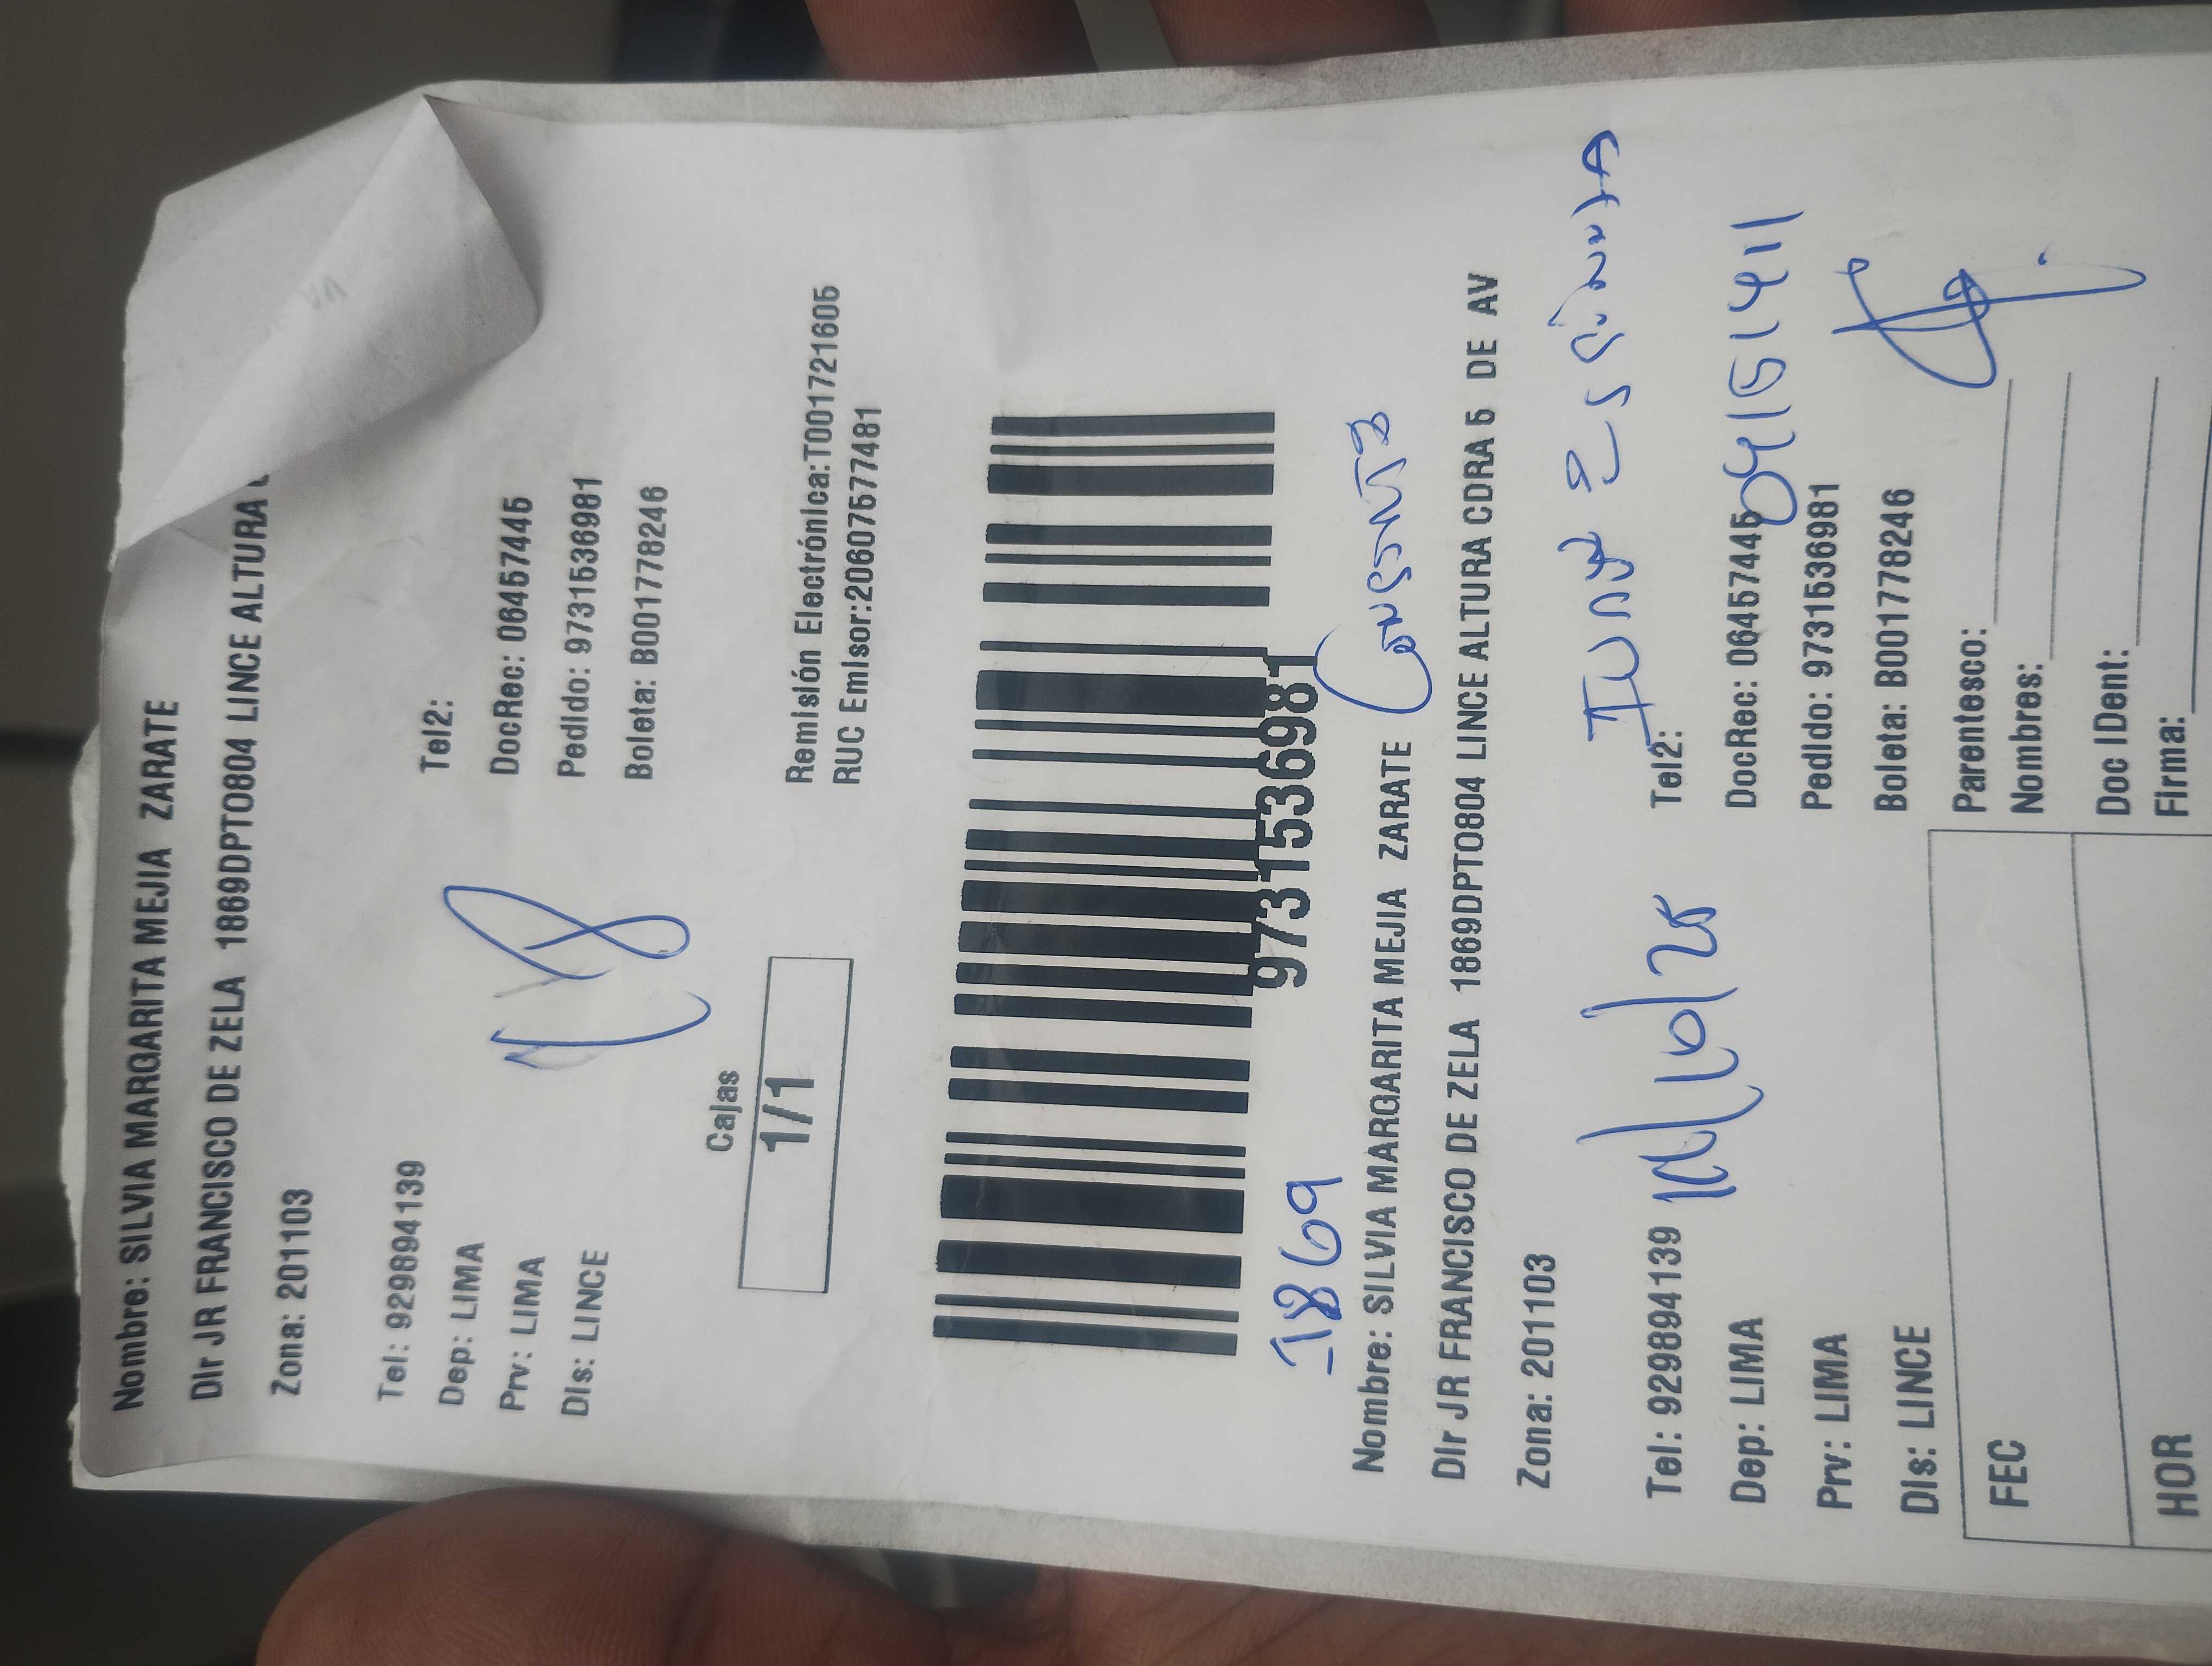 Nombre: SILVIA MARGARITA MEJIA ZARATE
Dir JR FRANCISCO DE ZELA 1869DPTO804 LINCE ALTURA
Zona: 201103
Tel: 929894139 Tel2:
Dep: LIMA DocRec: 06457445
Prv: LIMA Pedido: 973153698​1
Dis: LINCE Boleta: B001778246
Cajas
1/1
Remisión Electrónica:T001721605
RUC Emisor:20607577481
9731536981
1869
Nombre: SILVIA MARGARITA MEJIA ZARATE
Dir JR FRANCISCO DE ZELA 1869DPTO804 LINCE ALTURA CDRA 5 DE AV
Zona: 201103
Tel: 929894139 Tel2:
Dep: LIMA DocRec: 06457445
Prv: LIMA Pedido: 9731536981
Dis: LINCE Boleta: B001778246
FEC Parentesco:
Nombres:
HOR Doc IDent:
Firma: